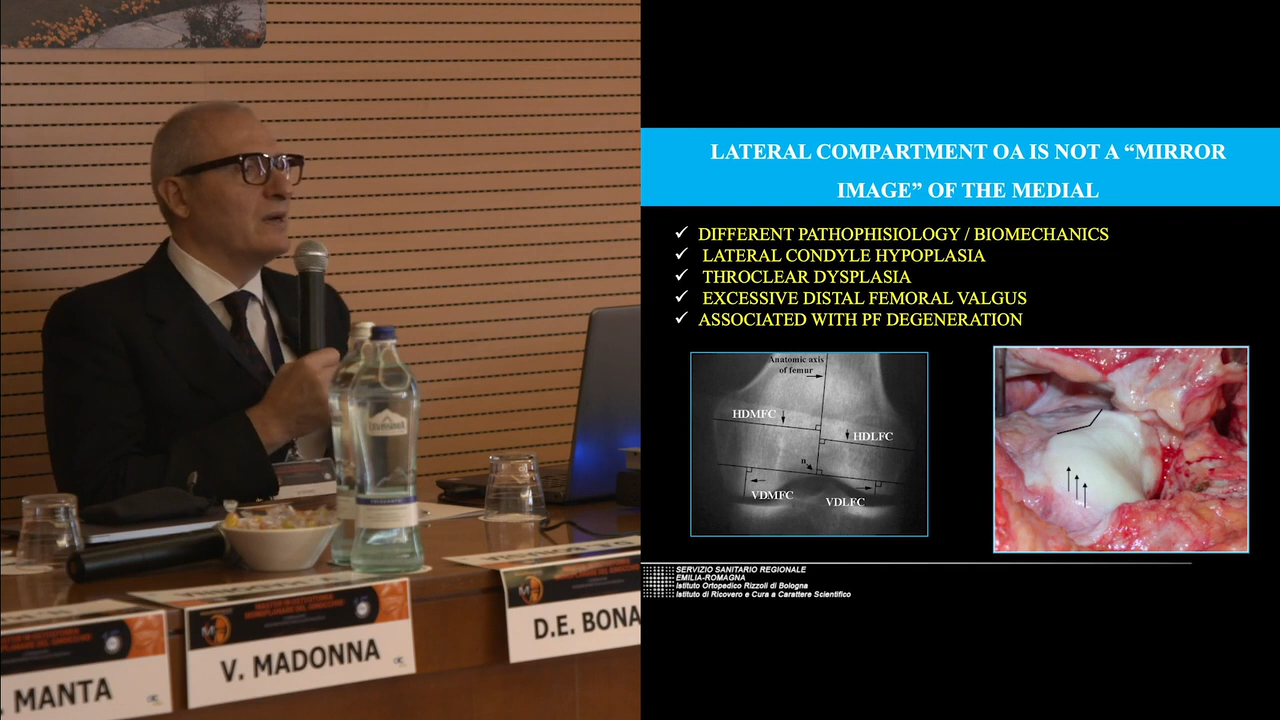 . MANTA
V. MADONNA
D.E. BONA
LATERAL COMPARTMENT OA IS NOT A “MIRROR
IMAGE” OF THE MEDIAL
✓ DIFFERENT PATHOPHISIOLOGY / BIOMECHANICS
✓ LATERAL CONDYLE HYPOPLASIA
✓ THROCLEAR DYSPLASIA
✓ EXCESSIVE DISTAL FEMORAL VALGUS
✓ ASSOCIATED WITH PF DEGENERATION
Anatomic axis
of femur
HDMFC
HDLFC
n
VDMFC
VDLFC
SERVIZIO SANITARIO REGIONALE
EMILIA-ROMAGNA
Istituto Ortopedico Rizzoli di Bologna
Istituto di Ricovero e Cura a Carattere Scientifico